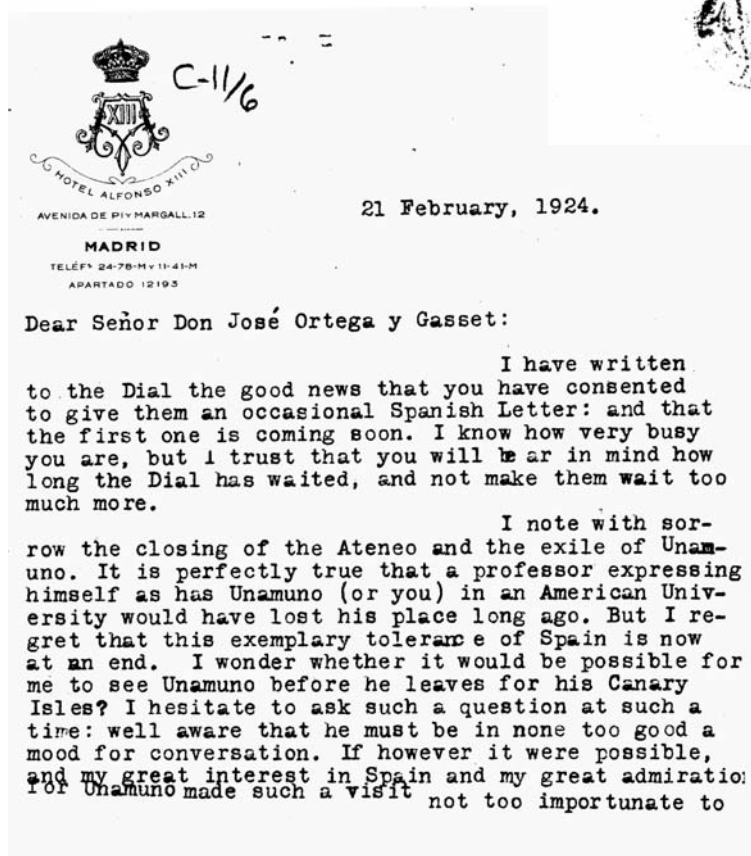 C-11/6
XIII
HOTEL ALFONSO XIII
AVENIDA DE PI Y MARGALL.12
MADRID
TELÉFS 24-78-M Y 11-41-M
APARTADO 12193
21 February, 1924.
Dear Señor Don José Ortega y Gasset:
I have written
to the Dial the good news that you have consented
to give them an occasional Spanish Letter: and that
the first one is coming soon. I know how very busy
you are, but I trust that you will be ar in mind how
long the Dial has waited, and not make them wait too
much more.
I note with sor-
row the closing of the Ateneo and the exile of Unam-
uno. It is perfectly true that a professor expressing
himself as has Unamuno (or you) in an American Univ-
ersity would have lost his place long ago. But I re-
gret that this exemplary toleranc e of Spain is now
at an end. I wonder whether it would be possible for
me to see Unamuno before he leaves for his Canary
Isles? I hesitate to ask such a question at such a
time: well aware that he must be in none too good a
mood for conversation. If however it were possible,
and my great interest in Spain and my great admiratio
for Unamuno made such a visit not too importunate to